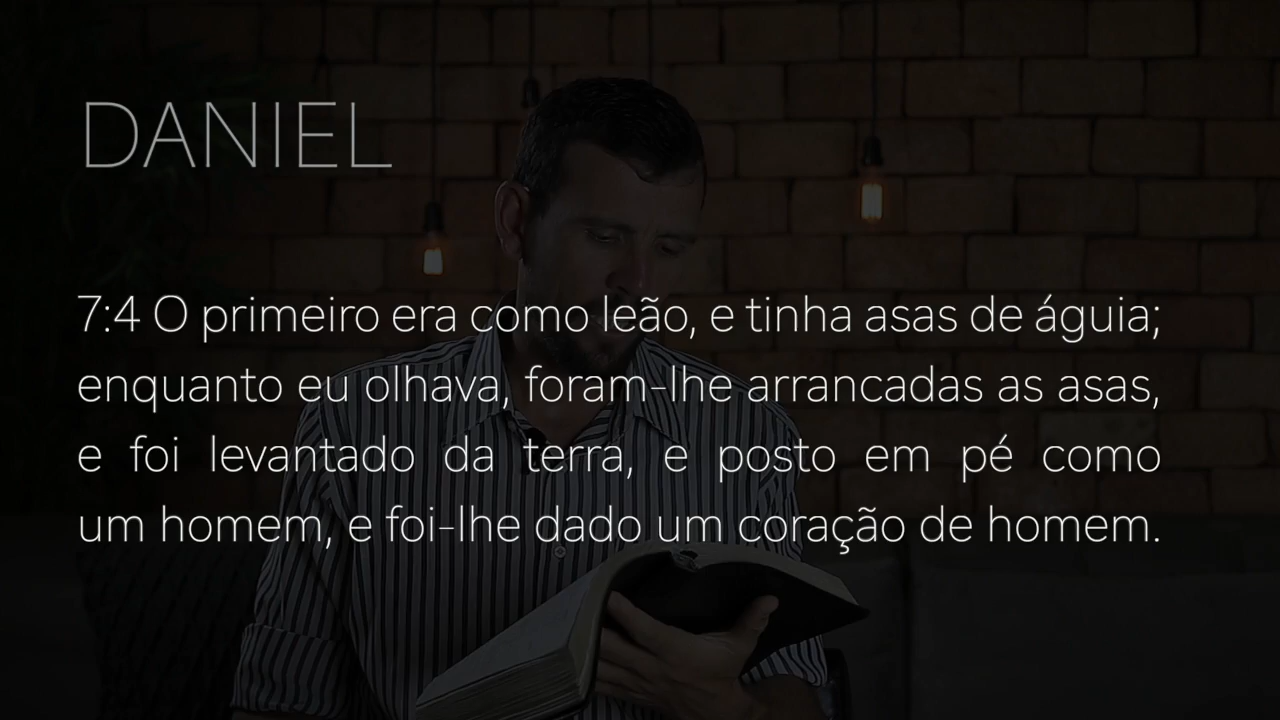 DANIEL
7:4 O primeiro era como leão, e tinha asas de águia;
enquanto eu olhava, foram-lhe arrancadas as asas,
e foi levantado da terra, e posto em pé como
um homem, e foi-lhe dado um coração de homem.